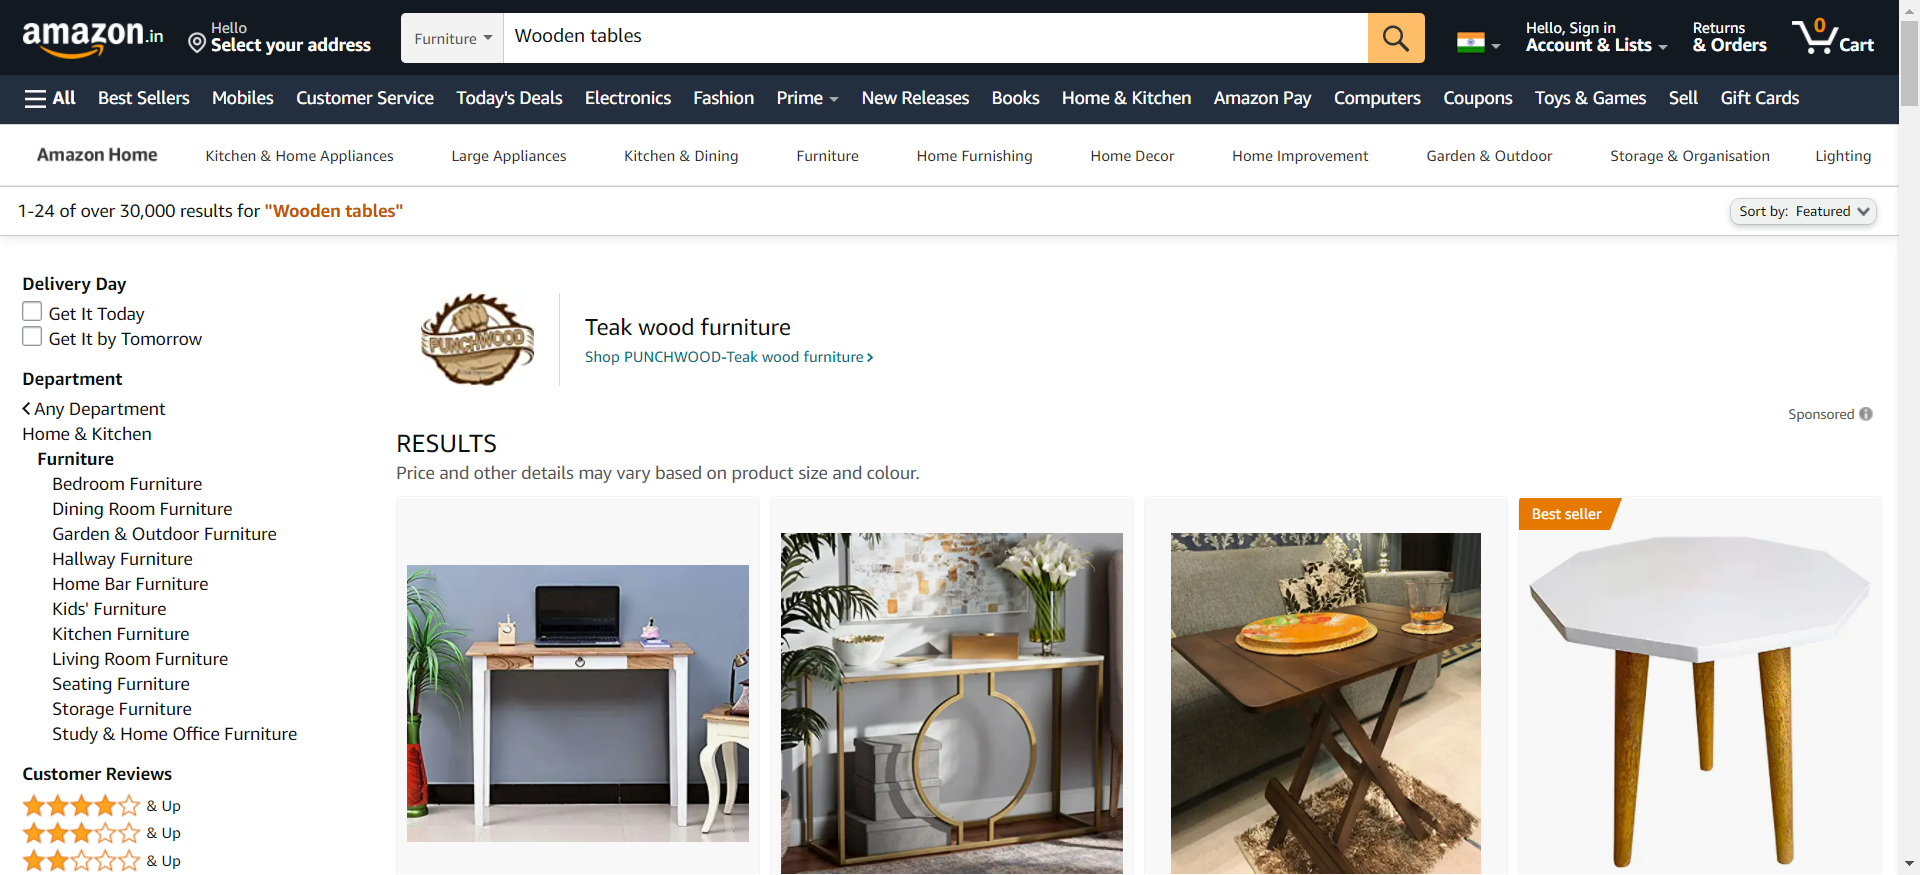 amazon.in
Hello
Select your address
Furniture
Wooden tables
Hello, Sign in
Account & Lists
Returns
& Orders
0
Cart
All
Best Sellers
Mobiles
Customer Service
Today's Deals
Electronics
Fashion
Prime
New Releases
Books
Home & Kitchen
Amazon Pay
Computers
Coupons
Toys & Games
Sell
Gift Cards
Amazon Home
Kitchen & Home Appliances
Large Appliances
Kitchen & Dining
Furniture
Home Furnishing
Home Decor
Home Improvement
Garden & Outdoor
Storage & Organisation
Lighting
1-24 of over 30,000 results for "Wooden tables"
Sort by: Featured
Delivery Day
Get It Today
Get It by Tomorrow
Department
Any Department
Home & Kitchen
Furniture
Bedroom Furniture
Dining Room Furniture
Garden & Outdoor Furniture
Hallway Furniture
Home Bar Furniture
Kids' Furniture
Kitchen Furniture
Living Room Furniture
Seating Furniture
Storage Furniture
Study & Home Office Furniture
Customer Reviews
& Up
& Up
& Up
PUNCHWOOD
Teak wood furniture
Shop PUNCHWOOD-Teak wood furniture
Sponsored
RESULTS
Price and other details may vary based on product size and colour.
Best seller